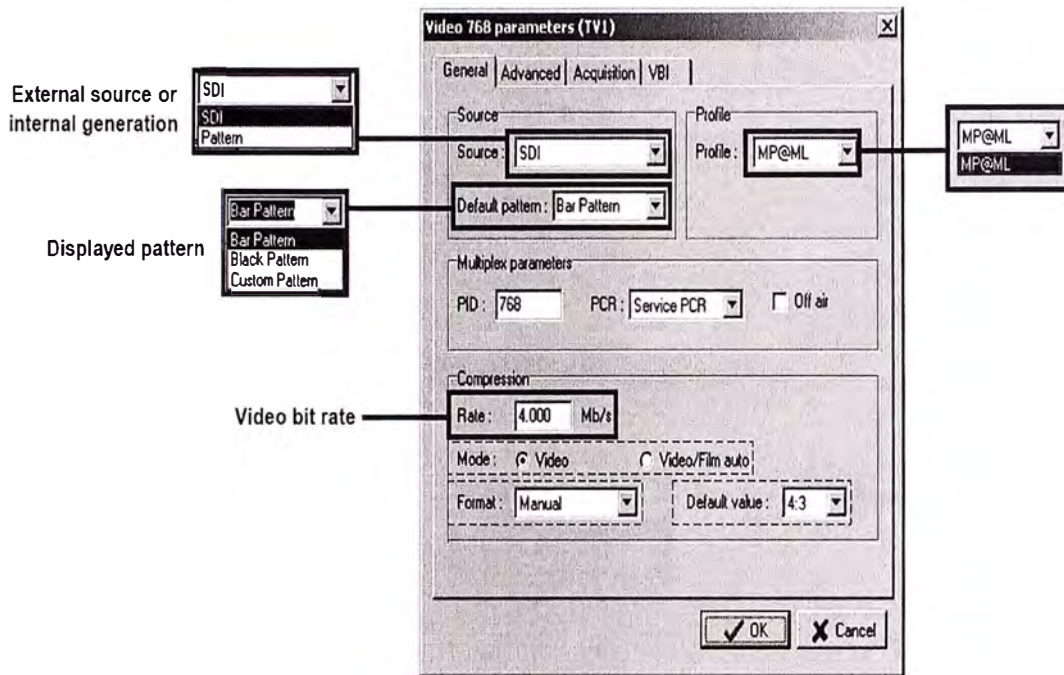 Video 768 parameters (TV1)
General Advanced Acquisition VBI
External source or
internal generation
SDI
SDI
Pattern
Source
Source : SDI
Profile
Profile : MP@ML
MP@ML
MP@ML
Default pattern : Bar Pattern
Displayed pattern
Bar Pattern
Bar Pattern
Black Pattern
Custom Pattern
Multiplex parameters
PID : 768 PCR : Service PCR Off air
Compression
Video bit rate
Rate : 4.000 Mb/s
Mode : Video Video/Film auto
Format : Manual Default value : 4:3
OK Cancel